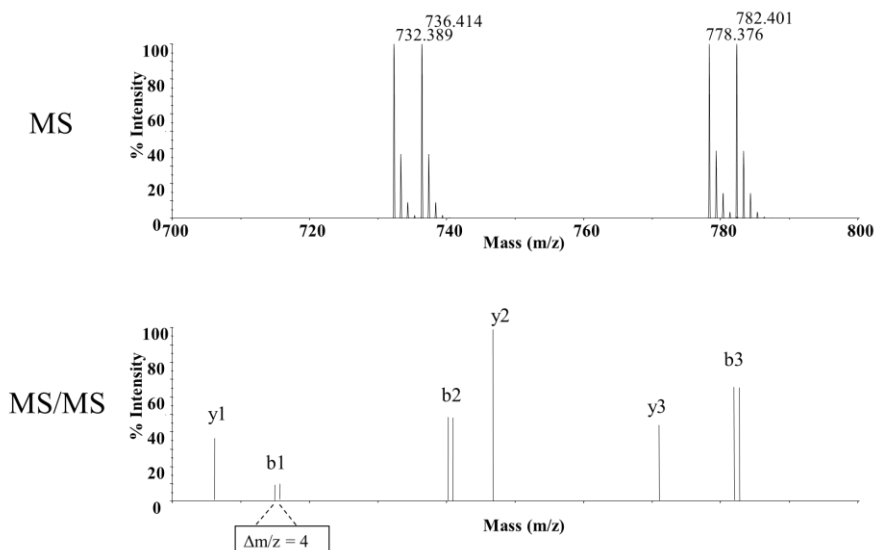 736.414
732.389
782.401
778.376
MS
% Intensity
100
80
60
40
20
0
700
720
740
760
780
800
Mass (m/z)
MS/MS
% Intensity
100
80
60
40
20
0
y1
b1
b2
y2
y3
b3
Δm/z = 4
Mass (m/z)